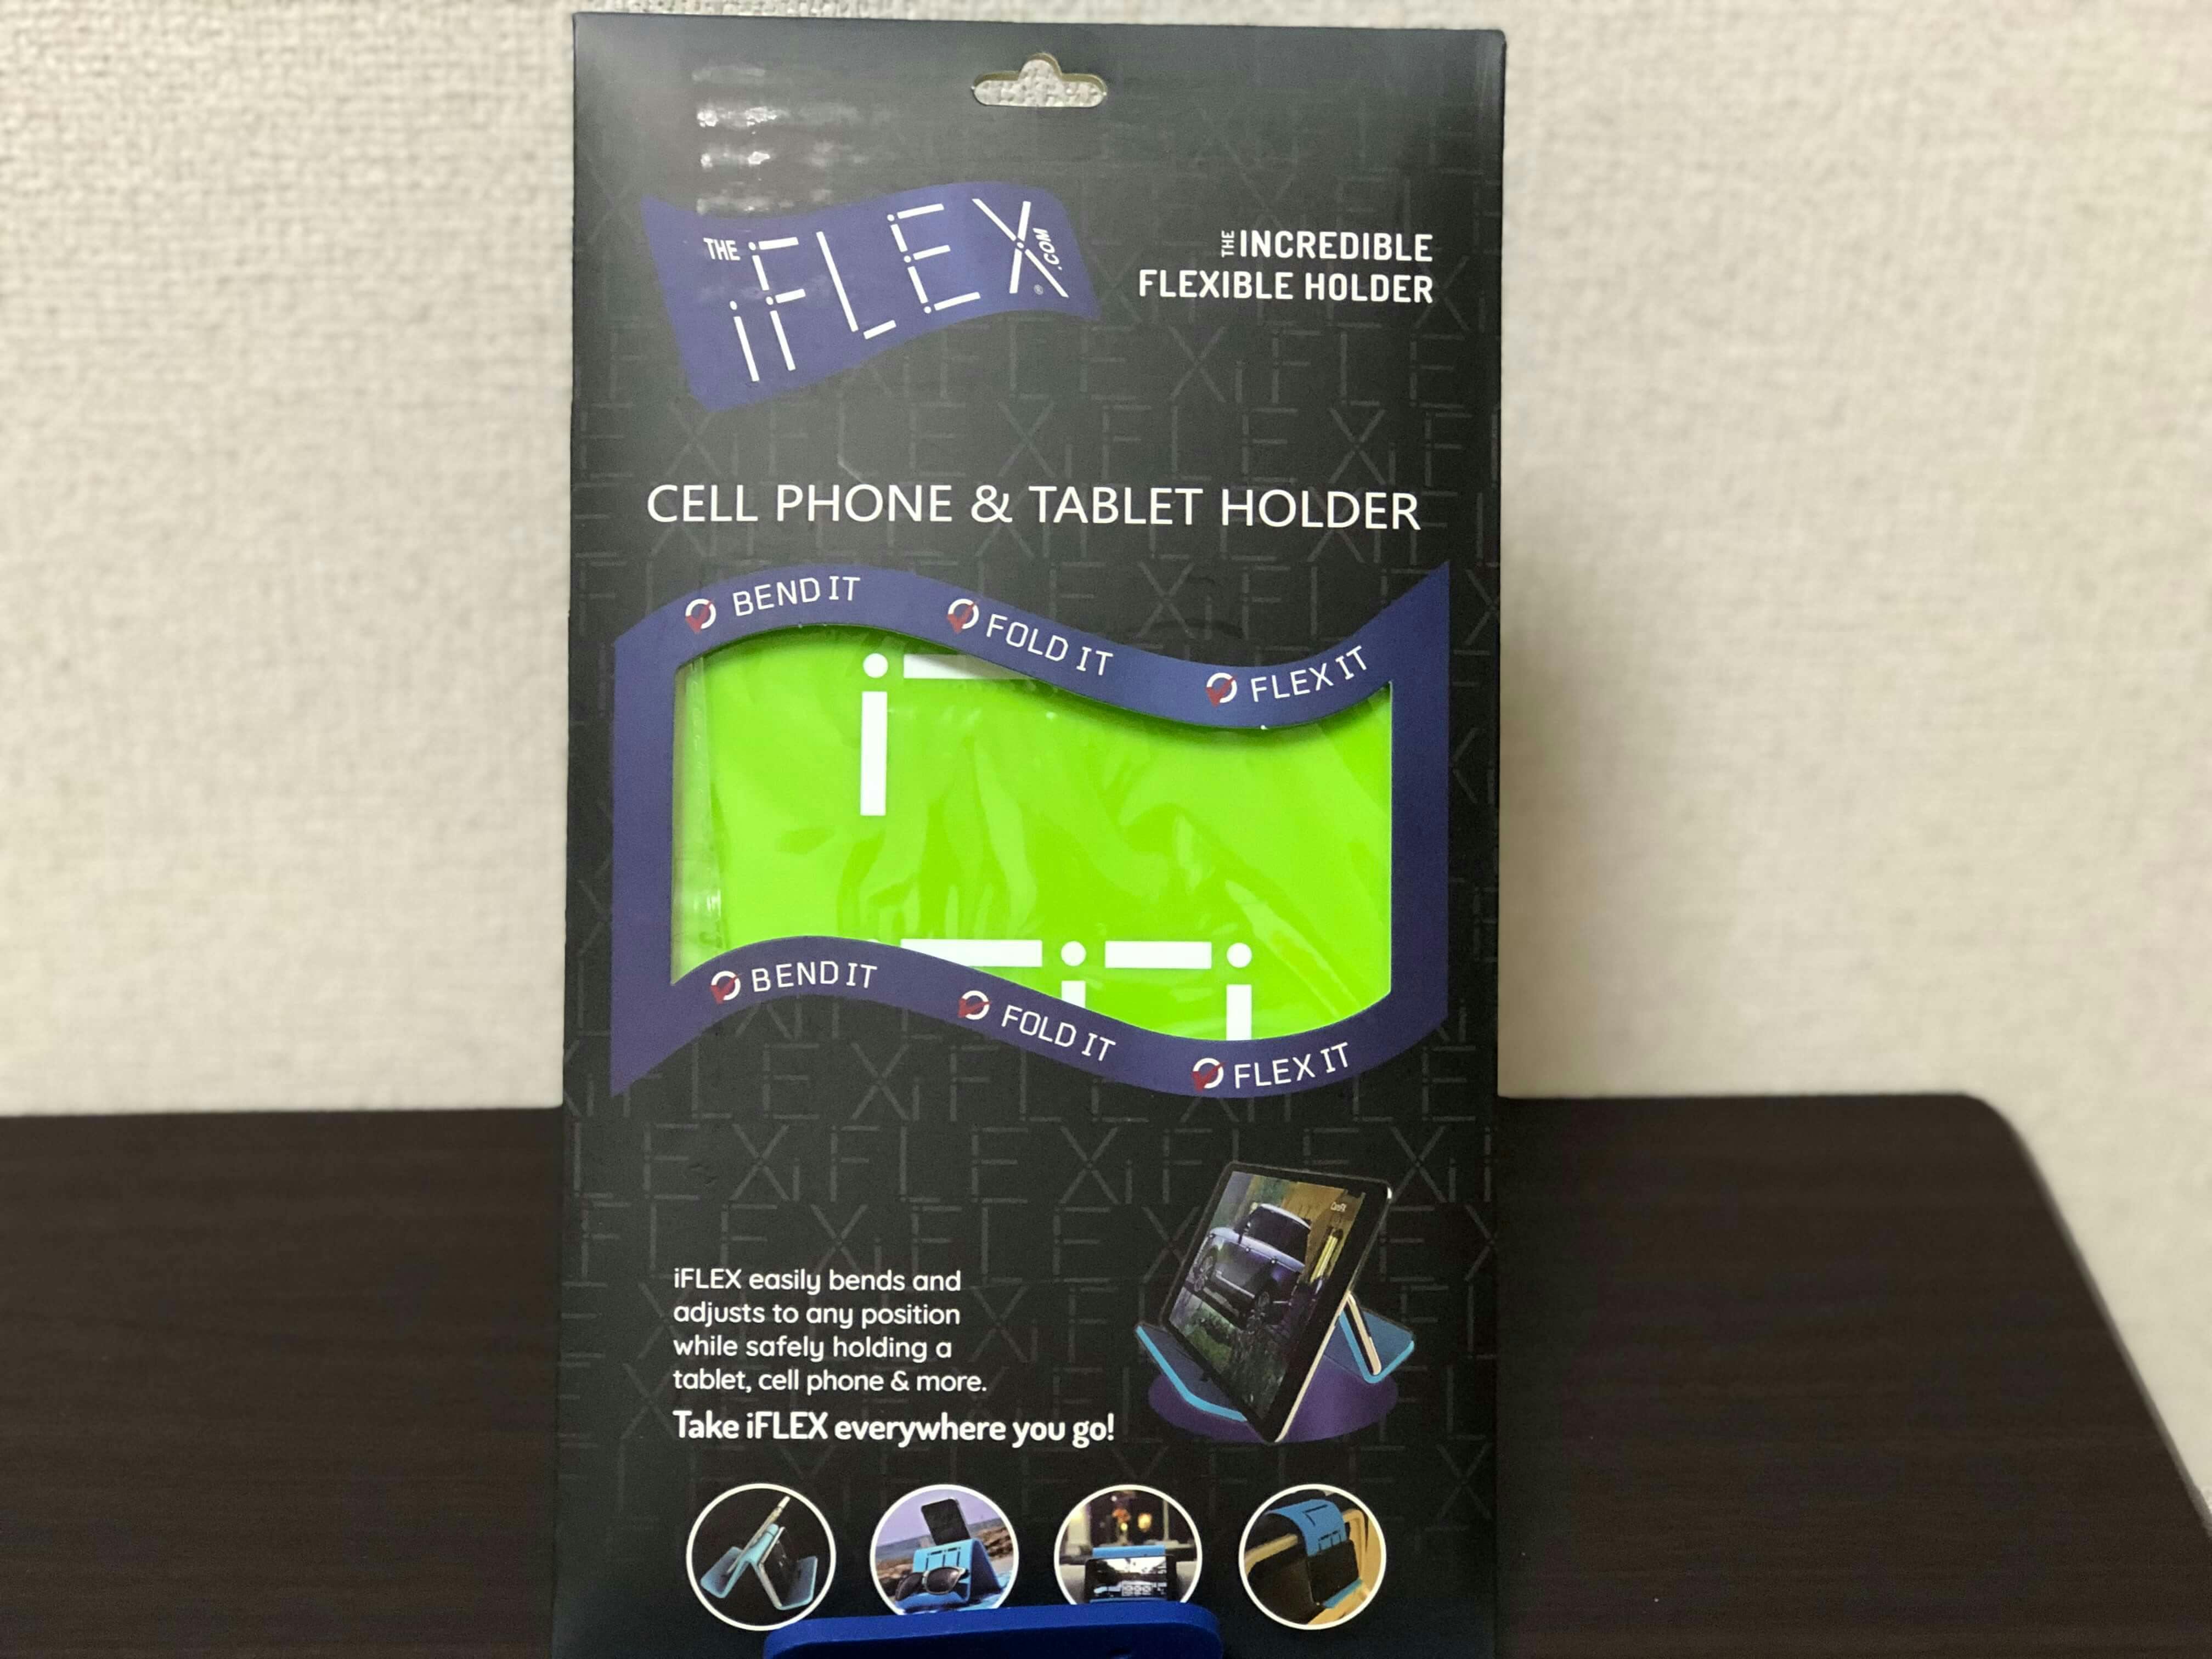 THE iFLEX.COM®
THE INCREDIBLE
FLEXIBLE HOLDER
CELL PHONE & TABLET HOLDER
BEND IT
FOLD IT
FLEX IT
BEND IT
FOLD IT
FLEX IT
iFLEX easily bends and
adjusts to any position
while safely holding a
tablet, cell phone & more.
Take iFLEX everywhere you go!